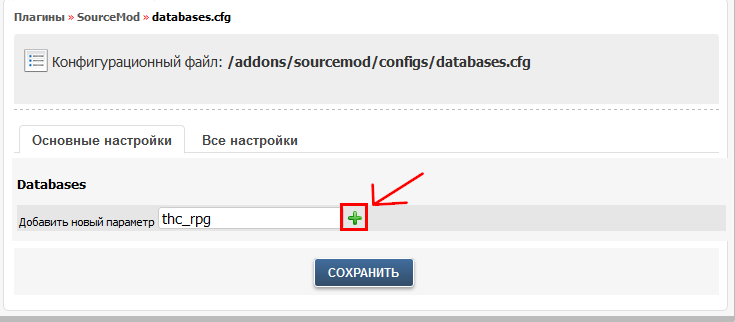 Плагины » SourceMod » databases.cfg
Конфигурационный файл: /addons/sourcemod/configs/databases.cfg
Основные настройки Все настройки
Databases
Добавить новый параметр thc_rpg
СОХРАНИТЬ